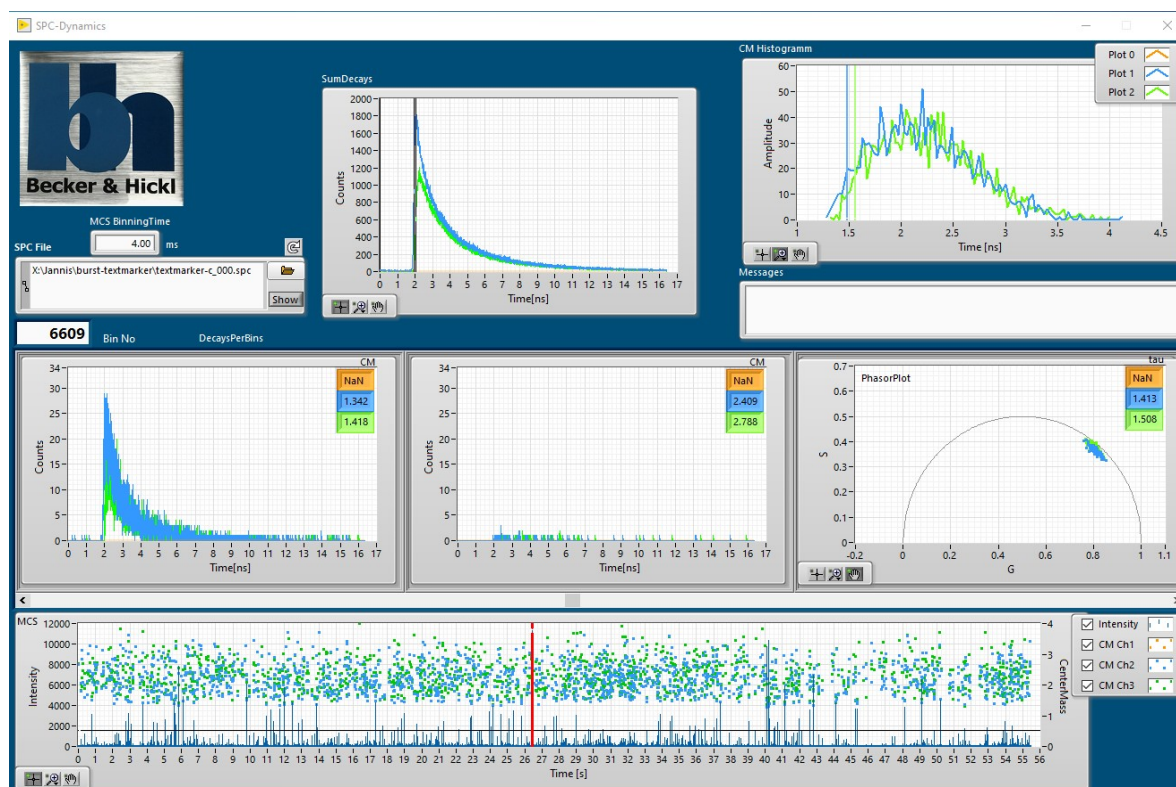 SPC-Dynamics
bh
Becker & Hickl
MCS BinningTime
4.00 ms
SPC File
X:\Jannis\burst-textmarker\textmarker-c_000.spc
Show
SumDecays
2000
1800
1600
1400
1200
1000
800
600
400
200
0
Counts
0 1 2 3 4 5 6 7 8 9 10 11 12 13 14 15 16 17
Time[ns]
CM Histogramm
Plot 0
Plot 1
Plot 2
60
50
40
30
20
10
0
Amplitude
1 1.5 2 2.5 3 3.5 4 4.5
Time [ns]
Messages
6609 Bin No DecaysPerBins
CM
NaN
1.342
1.418
34
30
25
20
15
10
5
0
Counts
0 1 2 3 4 5 6 7 8 9 10 11 12 13 14 15 16 17
Time[ns]
CM
NaN
2.409
2.788
34
30
25
20
15
10
5
0
Counts
0 1 2 3 4 5 6 7 8 9 10 11 12 13 14 15 16 17
Time[ns]
tau
PhasorPlot
NaN
1.413
1.508
0.7
0.6
0.5
0.4
0.3
0.2
0.1
0
S
-0.2 0 0.2 0.4 0.6 0.8 1 1.1
G
MCS
12000
10000
8000
6000
4000
2000
0
Intensity
4
3
2
1
0
CenterMass
0 1 2 3 4 5 6 7 8 9 10 11 12 13 14 15 16 17 18 19 20 21 22 23 24 25 26 27 28 29 30 31 32 33 34 35 36 37 38 39 40 41 42 43 44 45 46 47 48 49 50 51 52 53 54 55 56
Time [s]
Intensity
CM Ch1
CM Ch2
CM Ch3